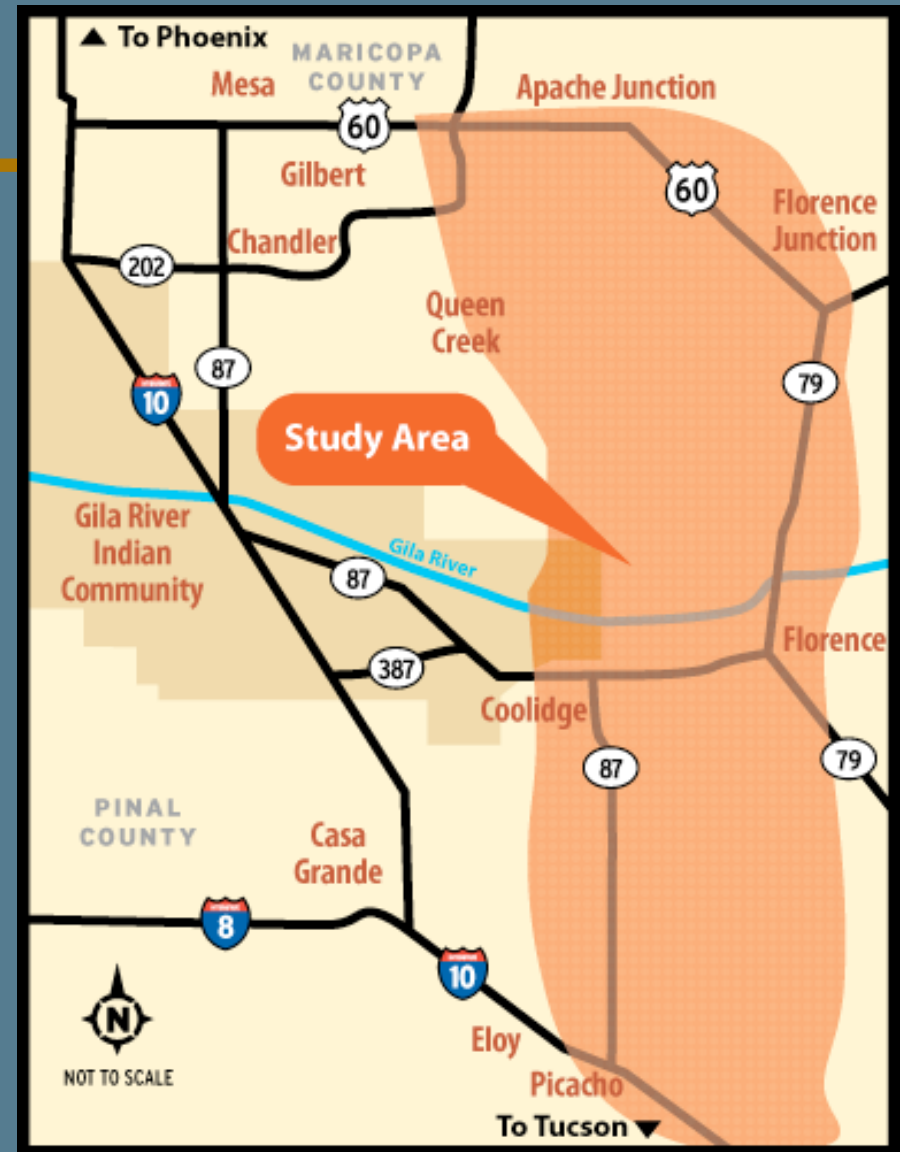 ▲ To Phoenix
MARICOPA
COUNTY
Mesa
Apache Junction
60
Gilbert
60
Florence
Junction
Chandler
202
Queen
Creek
87
79
10
Study Area
Gila River
Indian
Community
Gila River
87
Florence
387
Coolidge
79
87
PINAL
COUNTY
Casa
Grande
8
10
N
Eloy
NOT TO SCALE
Picacho
To Tucson ▼